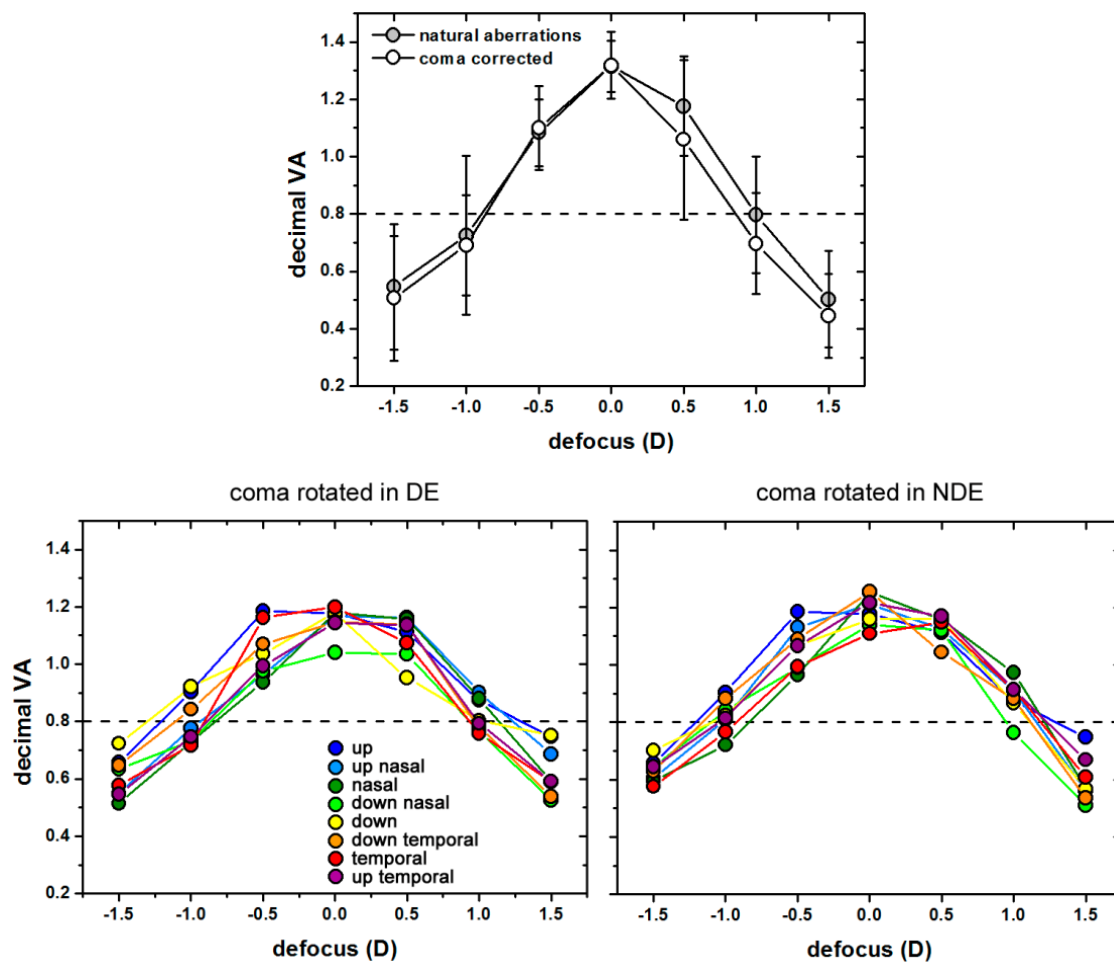 1.4
natural aberrations
coma corrected
1.2
1.0
0.8
0.6
0.4
0.2
decimal VA
-1.5 -1.0 -0.5 0.0 0.5 1.0 1.5
defocus (D)
coma rotated in DE
1.4
1.2
1.0
0.8
0.6
0.4
0.2
decimal VA
up
up nasal
nasal
down nasal
down
down temporal
temporal
up temporal
-1.5 -1.0 -0.5 0.0 0.5 1.0 1.5
defocus (D)
coma rotated in NDE
-1.5 -1.0 -0.5 0.0 0.5 1.0 1.5
defocus (D)